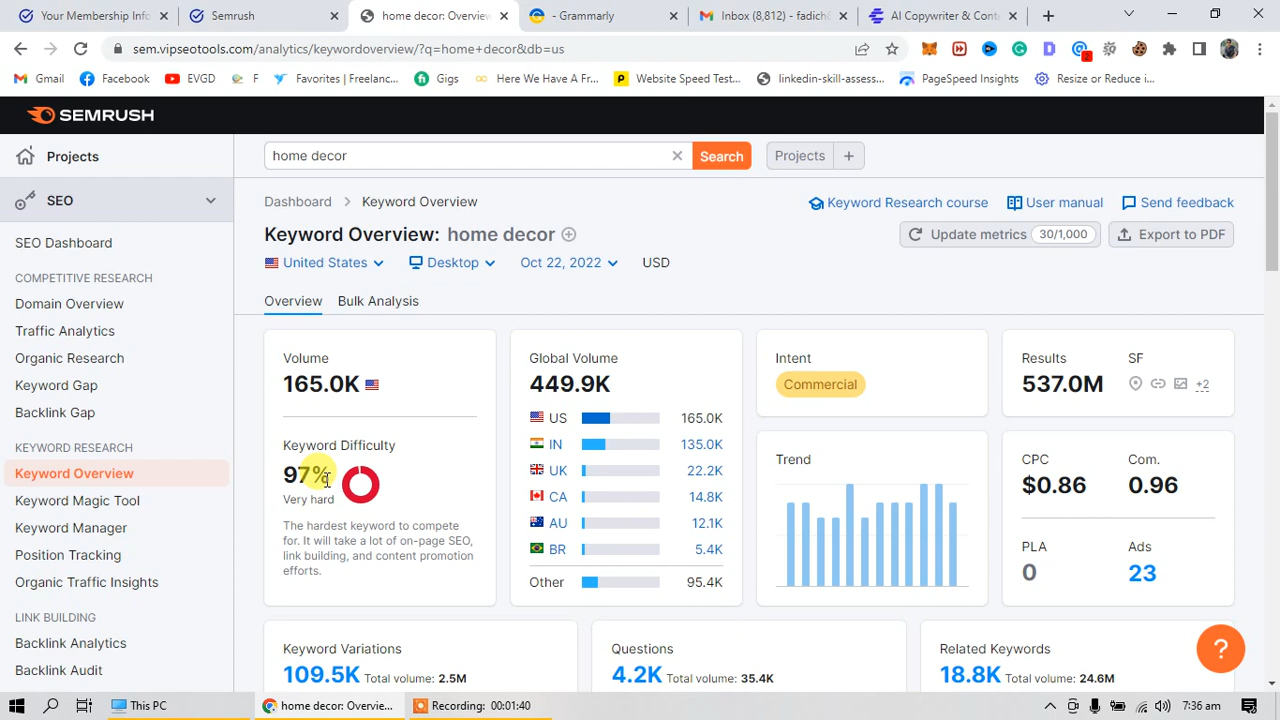 Your Membership Info
Semrush
home decor: Overview
- Grammarly
Inbox (8,812) - fadich6
AI Copywriter & Conte
sem.vipseotools.com/analytics/keywordoverview/?q=home+decor&db=us
2
Gmail
Facebook
EVGD
F
Favorites | Freelanc...
Gigs
Here We Have A Fr...
Website Speed Test...
linkedin-skill-assess...
PageSpeed Insights
Resize or Reduce i...
SEMRUSH
Projects
home decor
Search
Projects
SEO
Dashboard
Keyword Overview
Keyword Research course
User manual
Send feedback
Keyword Overview: home decor
Update metrics 30/1,000
Export to PDF
United States
Desktop
Oct 22, 2022
USD
Overview
Bulk Analysis
SEO Dashboard
COMPETITIVE RESEARCH
Domain Overview
Traffic Analytics
Organic Research
Keyword Gap
Backlink Gap
KEYWORD RESEARCH
Keyword Overview
Keyword Magic Tool
Keyword Manager
Position Tracking
Organic Traffic Insights
LINK BUILDING
Backlink Analytics
Backlink Audit
Volume
165.0K
Keyword Difficulty
97%
Very hard
The hardest keyword to compete
for. It will take a lot of on-page SEO,
link building, and content promotion
efforts.
Global Volume
449.9K
US 165.0K
IN 135.0K
UK 22.2K
CA 14.8K
AU 12.1K
BR 5.4K
Other 95.4K
Intent
Commercial
Trend
Results
537.0M
SF
+2
CPC
$0.86
Com.
0.96
PLA
0
Ads
23
Keyword Variations
109.5K Total volume: 2.5M
Questions
4.2K Total volume: 35.4K
Related Keywords
18.8K Total volume: 24.6M
?
This PC
home decor: Overvie...
Recording: 00:01:40
7:36 am